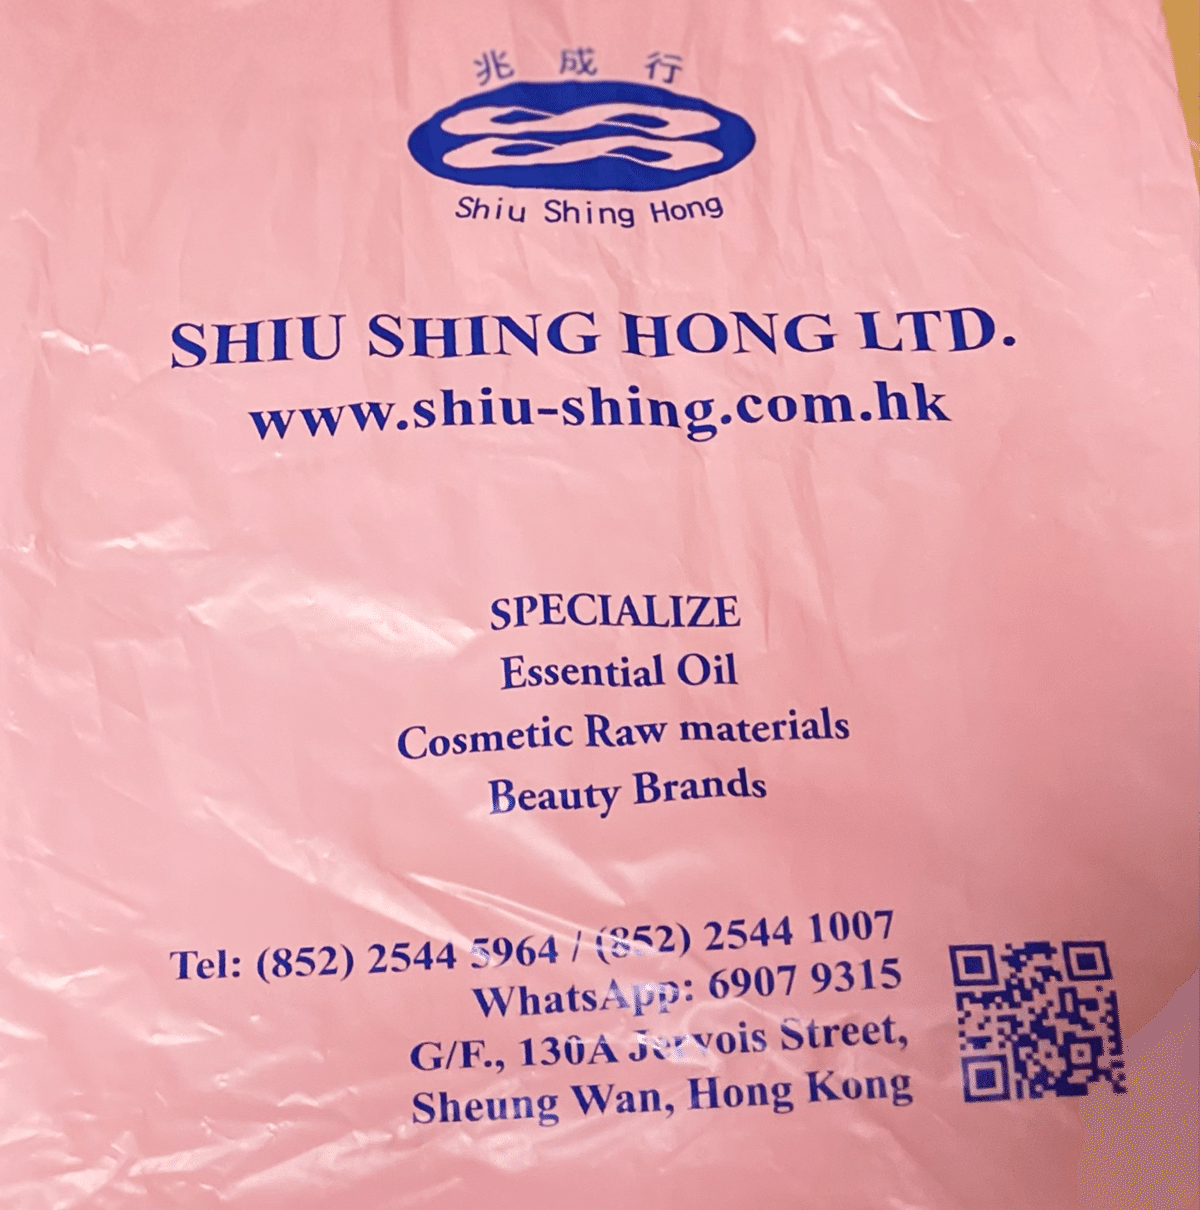 兆成行
Shiu Shing Hong
SHIU SHING HONG LTD.
www.shiu-shing.com.hk
SPECIALIZE
Essential Oil
Cosmetic Raw materials
Beauty Brands
Tel: (852) 2544 5964 / (852) 2544 1007
WhatsApp: 6907 9315
G/F., 130A Jervois Street,
Sheung Wan, Hong Kong